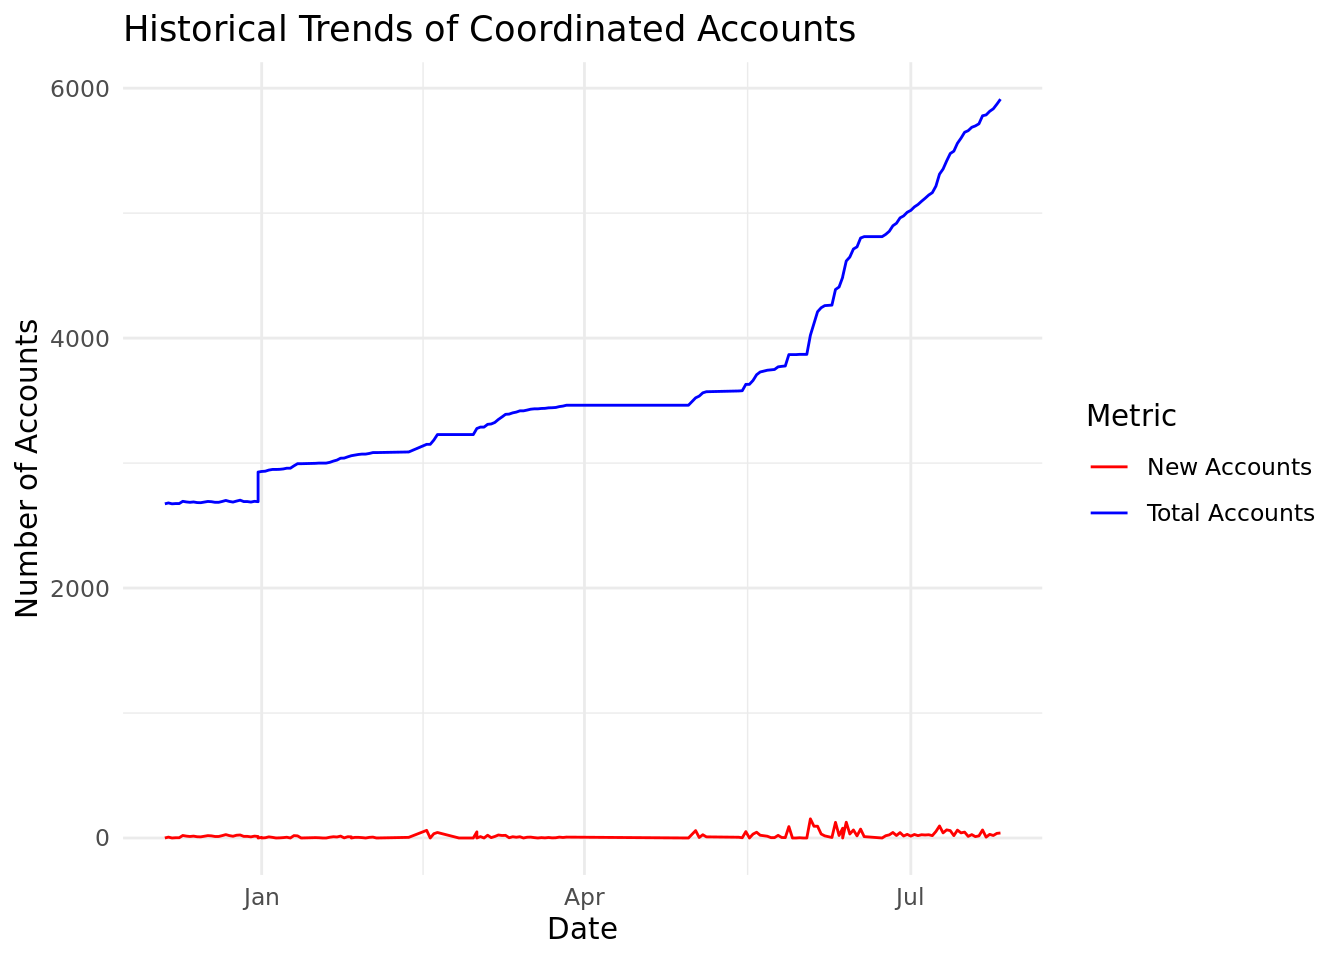 Historical Trends of Coordinated Accounts
6000
4000
2000
0
Number of Accounts
Jan
Apr
Jul
Date
Metric
New Accounts
Total Accounts